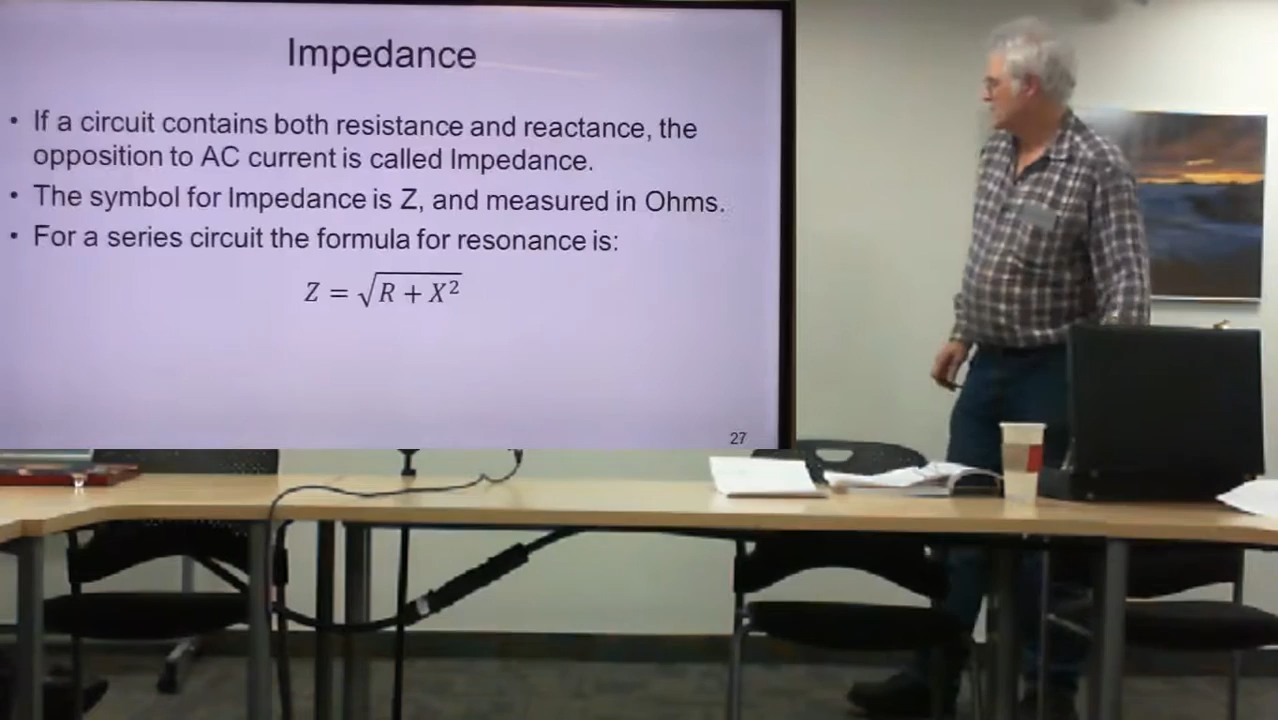 Impedance
• If a circuit contains both resistance and reactance, the
opposition to AC current is called Impedance.
• The symbol for Impedance is Z, and measured in Ohms.
• For a series circuit the formula for resonance is:
Z = √(R + X²)
27